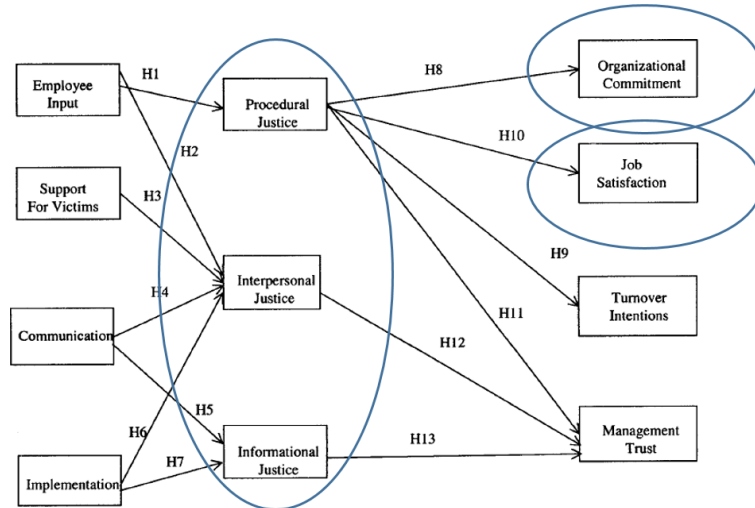 Employee
Input
H1
Procedural
Justice
H8
Organizational
Commitment
H2
H10
Job
Satisfaction
Support
For Victims
H3
H9
Interpersonal
Justice
H4
Turnover
Intentions
H11
Communication
H12
H5
H6
Informational
Justice
H13
Management
Trust
H7
Implementation